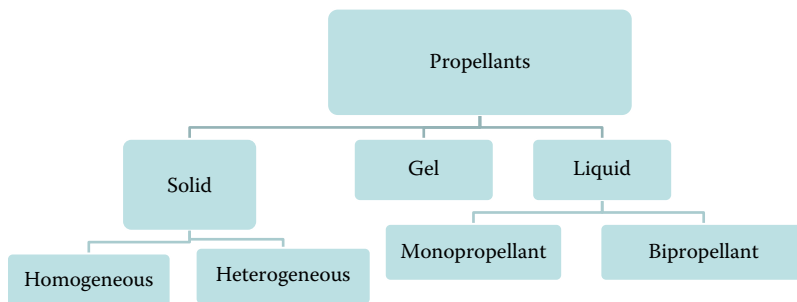 Propellants
Solid
Gel
Liquid
Homogeneous
Heterogeneous
Monopropellant
Bipropellant